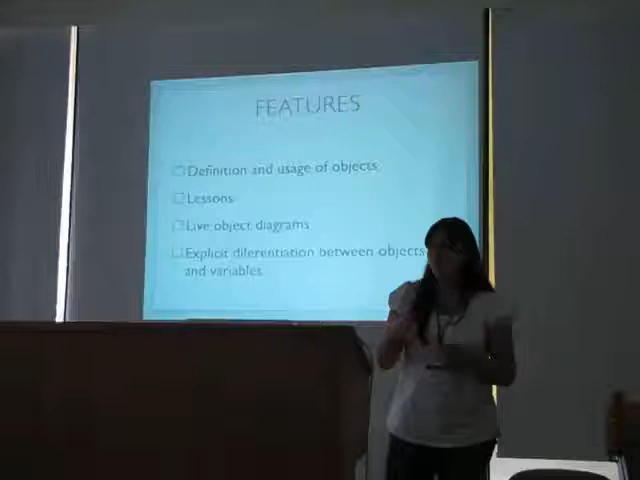 FEATURES
Definition and usage of objects
Lessons
Live object diagrams
Explicit diferentiation between objects
and variables